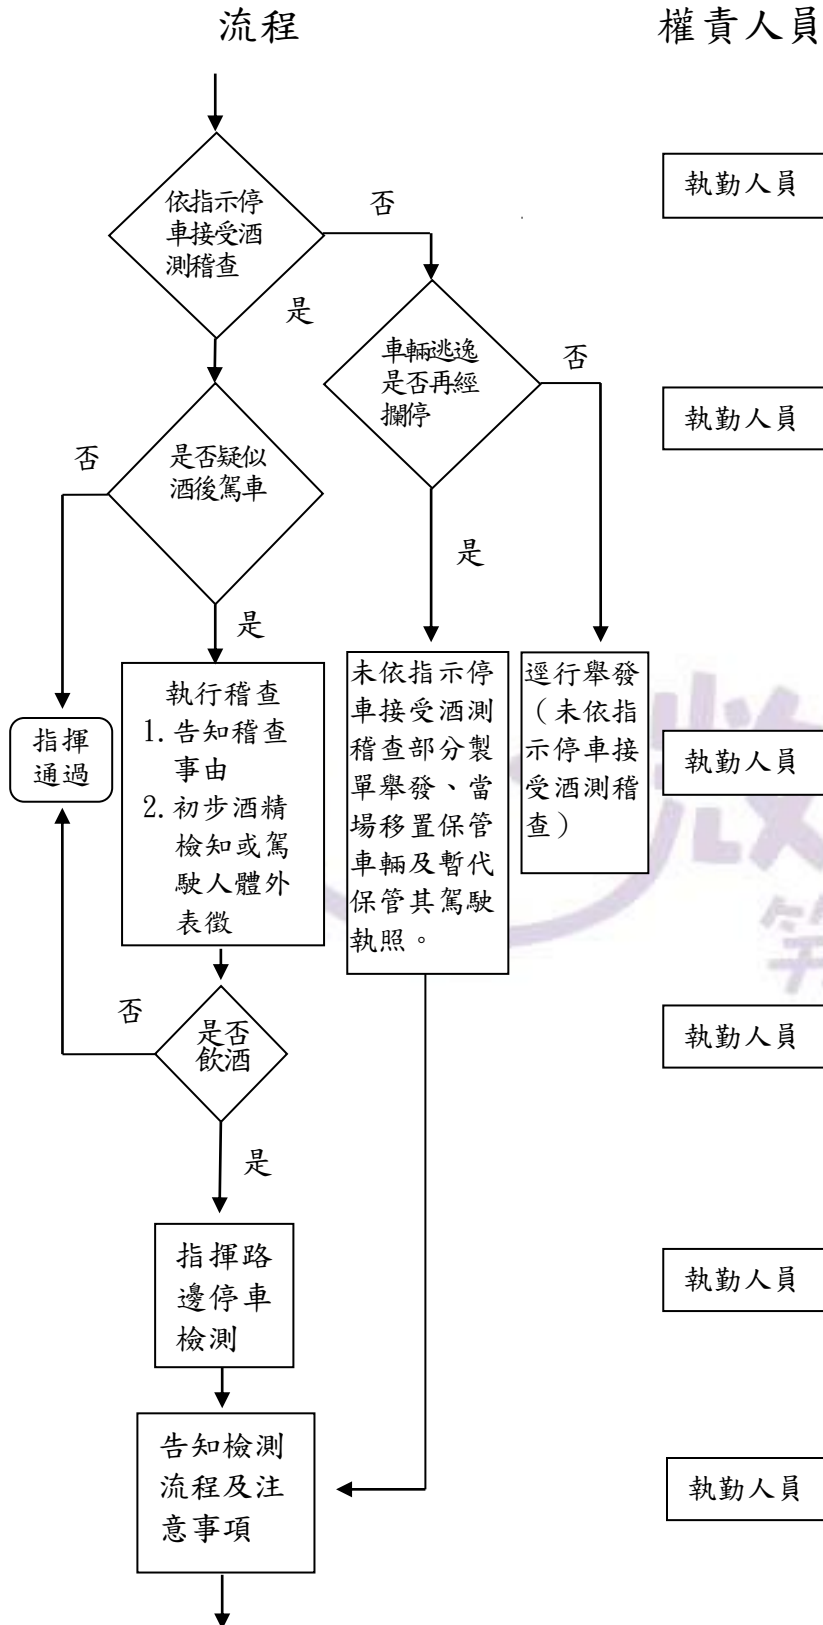 流程
權責人員
依指示停
車接受酒
測稽查
否
執勤人員
是
車輛逃逸
是否再經
攔停
否
執勤人員
是否疑似
酒後駕車
否
是
是
執行稽查
1. 告知稽查
事由
2. 初步酒精
檢知或駕
駛人體外
表徵
指揮
通過
未依指示停
車接受酒測
稽查部分製
單舉發、當
場移置保管
車輛及暫代
保管其駕駛
執照。
逕行舉發
（未依指
示停車接
受酒測稽
查）
執勤人員
否
是否
飲酒
執勤人員
是
指揮路
邊停車
檢測
執勤人員
告知檢測
流程及注
意事項
執勤人員